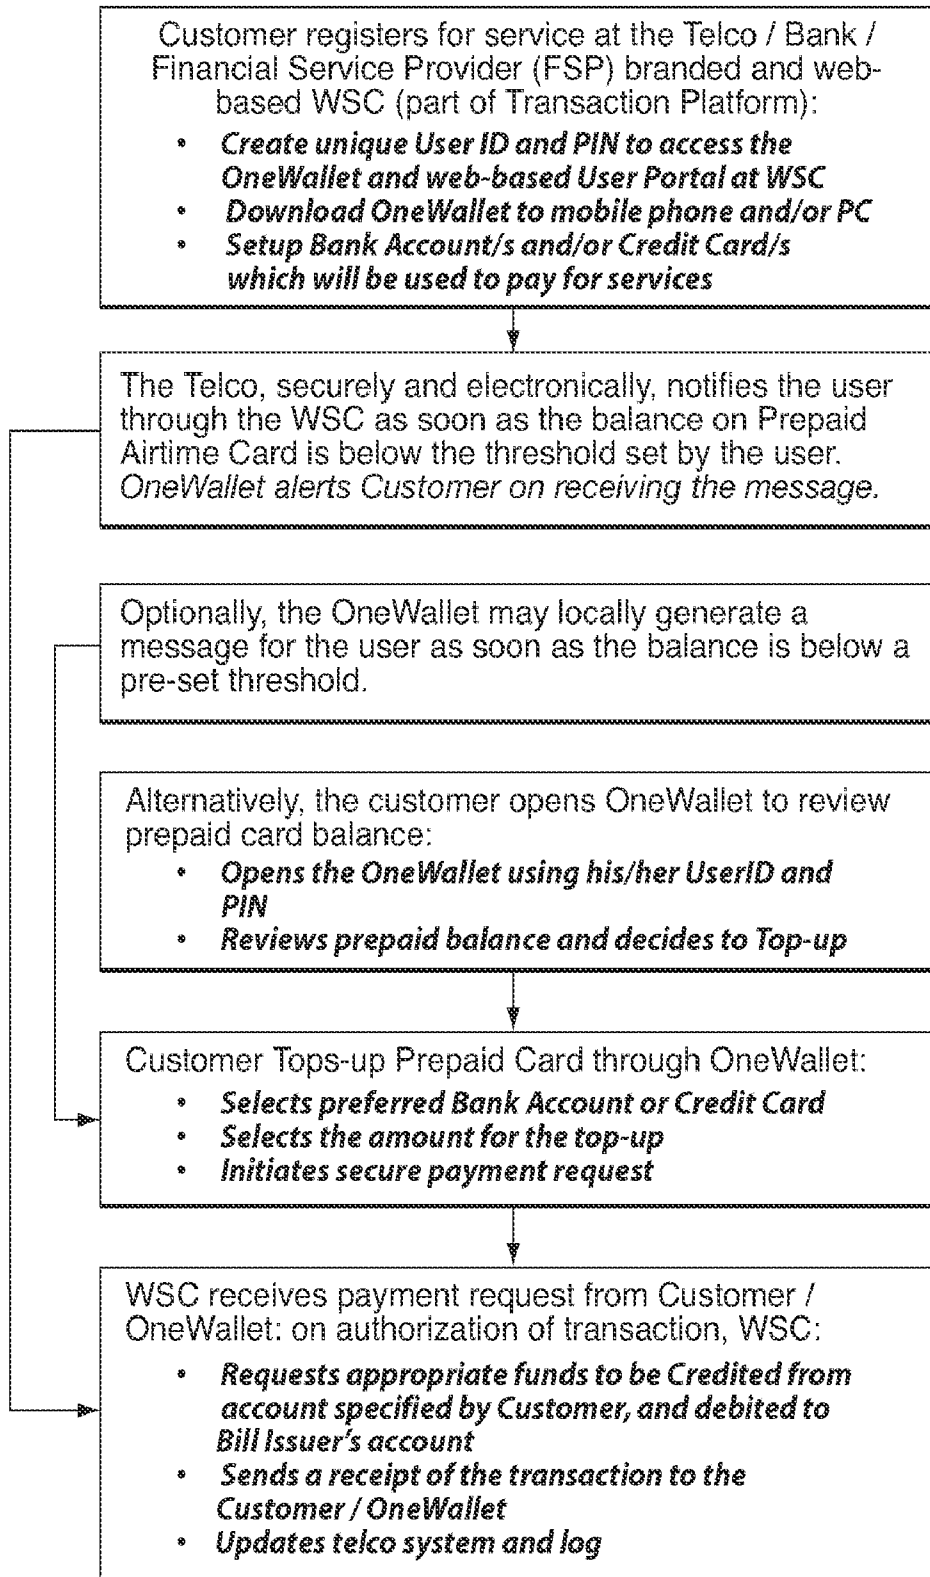 Customer registers for service at the Telco / Bank /
Financial Service Provider (FSP) branded and web-
based WSC (part of Transaction Platform):
• Create unique User ID and PIN to access the
OneWallet and web-based User Portal at WSC
• Download OneWallet to mobile phone and/or PC
• Setup Bank Account/s and/or Credit Card/s
which will be used to pay for services
The Telco, securely and electronically, notifies the user
through the WSC as soon as the balance on Prepaid
Airtime Card is below the threshold set by the user.
OneWallet alerts Customer on receiving the message.
Optionally, the OneWallet may locally generate a
message for the user as soon as the balance is below a
pre-set threshold.
Alternatively, the customer opens OneWallet to review
prepaid card balance:
• Opens the OneWallet using his/her UserID and
PIN
• Reviews prepaid balance and decides to Top-up
Customer Tops-up Prepaid Card through OneWallet:
• Selects preferred Bank Account or Credit Card
• Selects the amount for the top-up
• Initiates secure payment request
WSC receives payment request from Customer /
OneWallet: on authorization of transaction, WSC:
• Requests appropriate funds to be Credited from
account specified by Customer, and debited to
Bill Issuer's account
• Sends a receipt of the transaction to the
Customer / OneWallet
• Updates telco system and log